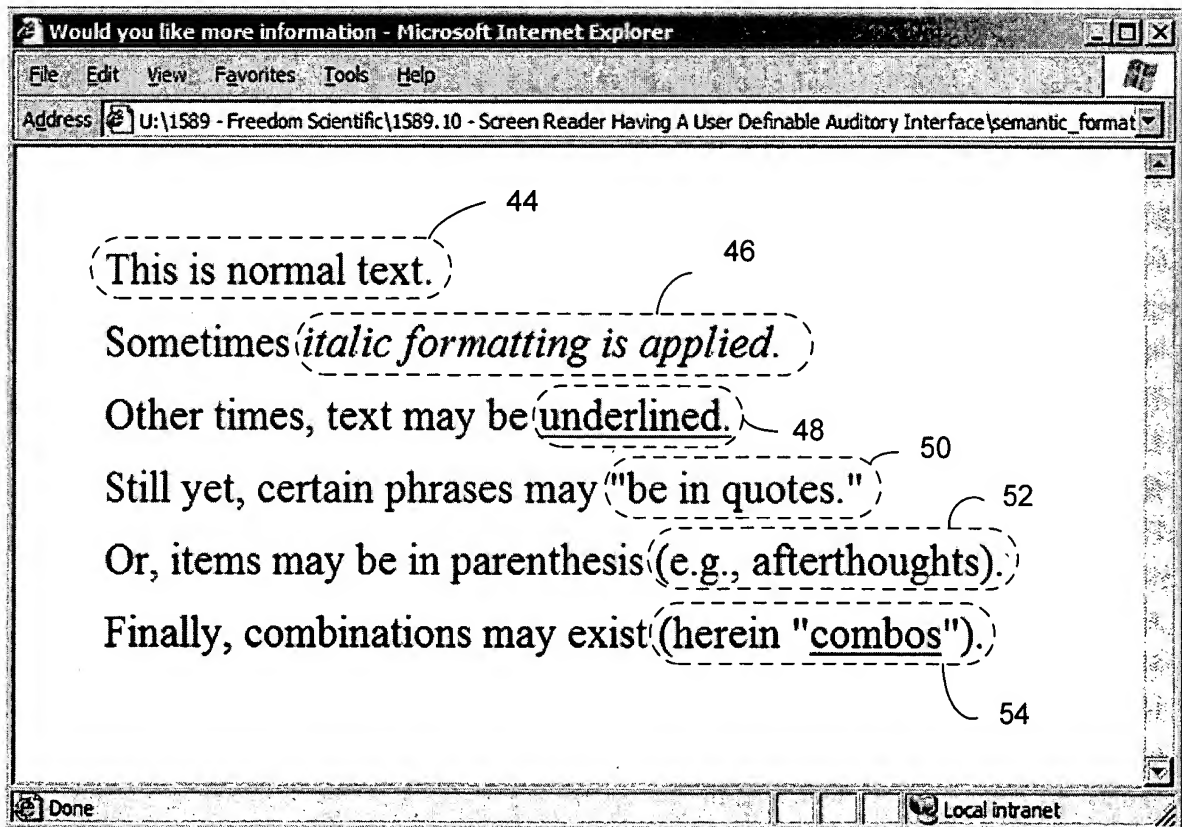 Would you like more information - Microsoft Internet Explorer
File Edit View Favorites Tools Help
Address U:\1589 - Freedom Scientific\1589.10 - Screen Reader Having A User Definable Auditory Interface\semantic_format
44
This is normal text.
46
Sometimes italic formatting is applied.
Other times, text may be underlined.
48
50
Still yet, certain phrases may "be in quotes."
52
Or, items may be in parenthesis (e.g., afterthoughts).
Finally, combinations may exist (herein "combos").
54
Done Local intranet